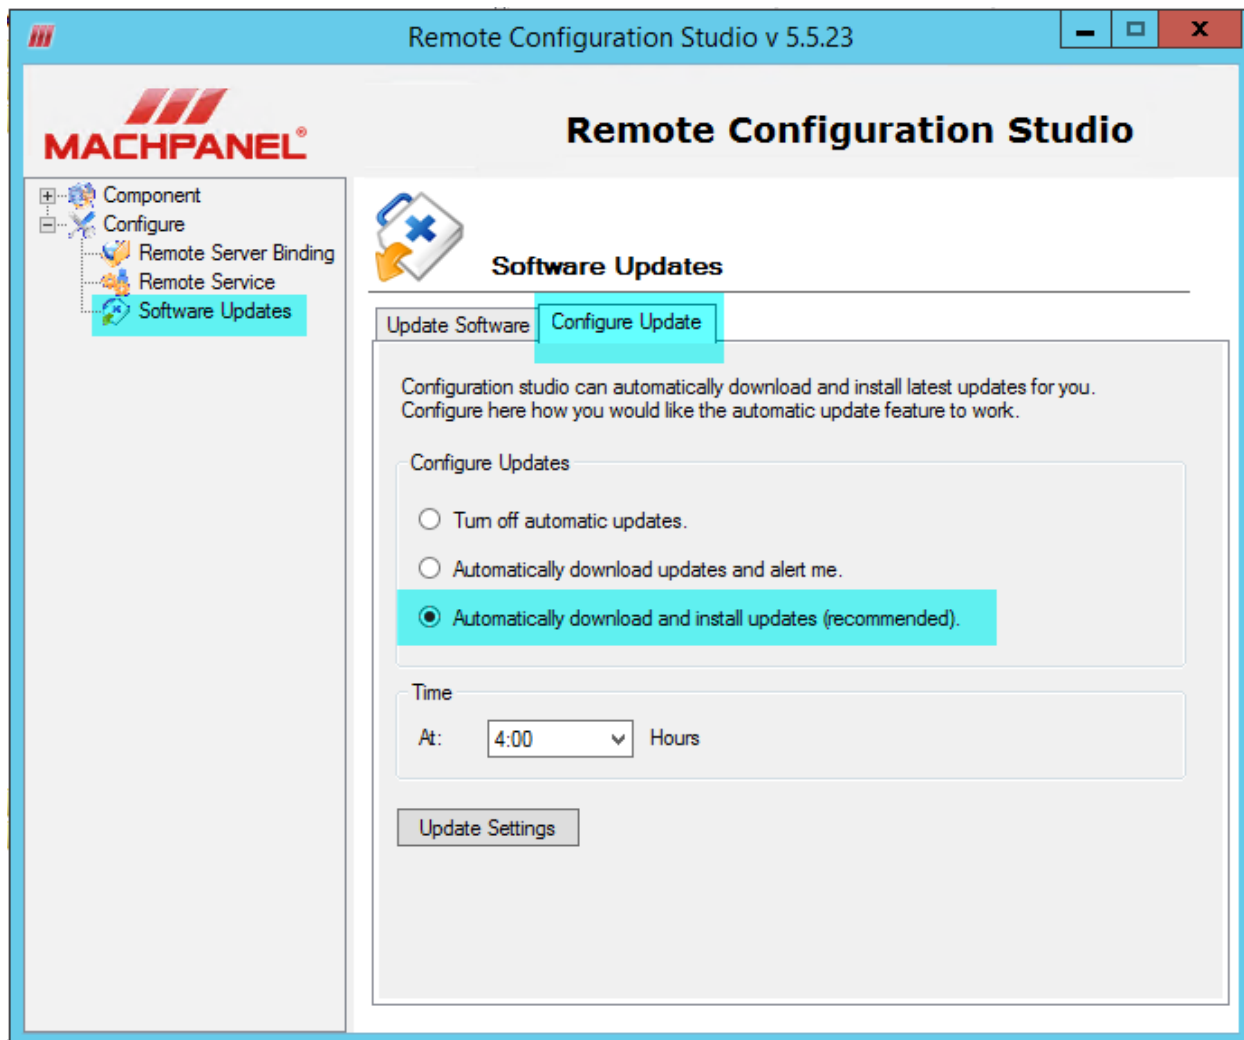 Remote Configuration Studio v 5.5.23
MACHPANEL®
Remote Configuration Studio
Component
Configure
Remote Server Binding
Remote Service
Software Updates
Software Updates
Update Software
Configure Update
Configuration studio can automatically download and install latest updates for you.
Configure here how you would like the automatic update feature to work.
Configure Updates
Turn off automatic updates.
Automatically download updates and alert me.
Automatically download and install updates (recommended).
Time
At: 4:00 Hours
Update Settings